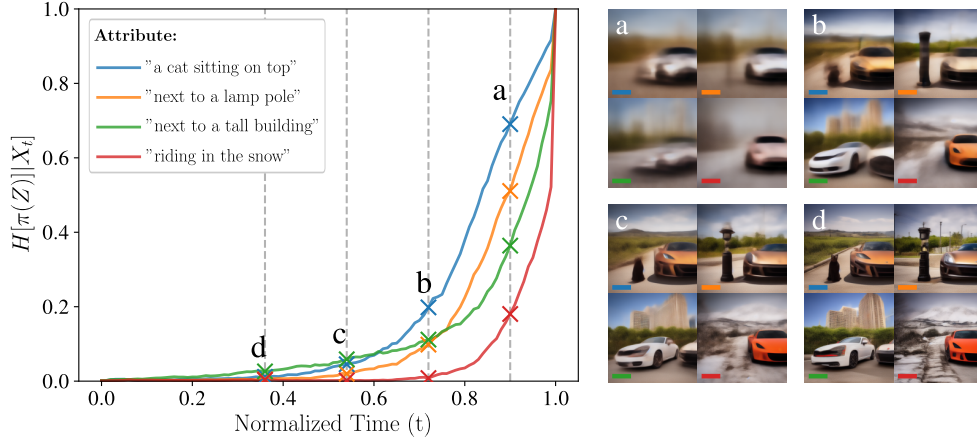 1.0
0.8
0.6
0.4
0.2
0.0
H[π(Z)]|X_t]
Attribute:
"a cat sitting on top"
"next to a lamp pole"
"next to a tall building"
"riding in the snow"
a
b
c
d
0.0 0.2 0.4 0.6 0.8 1.0
Normalized Time (t)
a
b
c
d